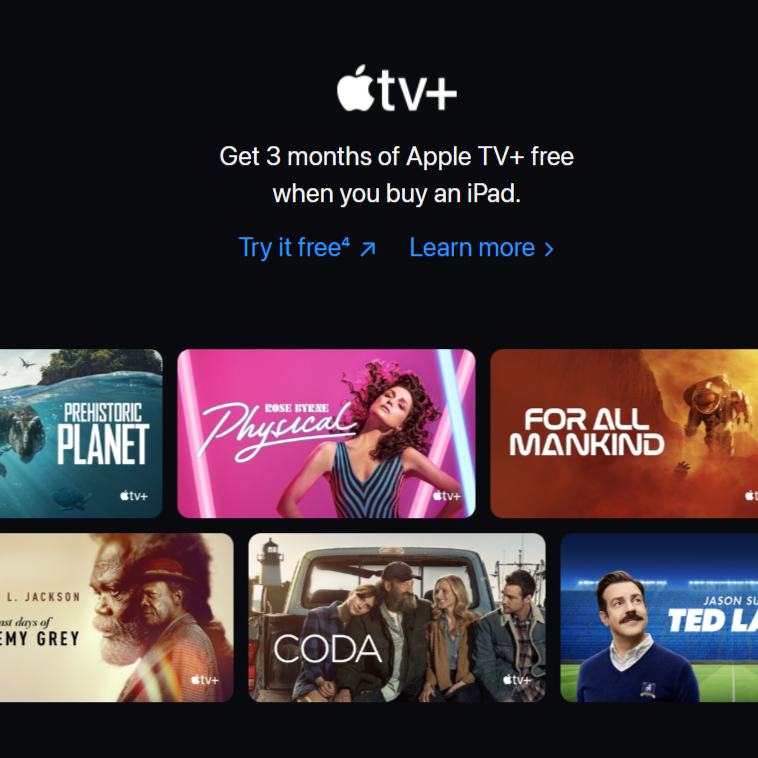 tv+
Get 3 months of Apple TV+ free
when you buy an iPad.
Try it free⁴ ↗ Learn more >
PREHISTORIC
PLANET
tv+
ROSE BYRNE
Physical
tv+
FOR ALL
MANKIND
tv
L. JACKSON
ast days of
EMY GREY
tv+
CODA
tv+
JASON SU
TED LA